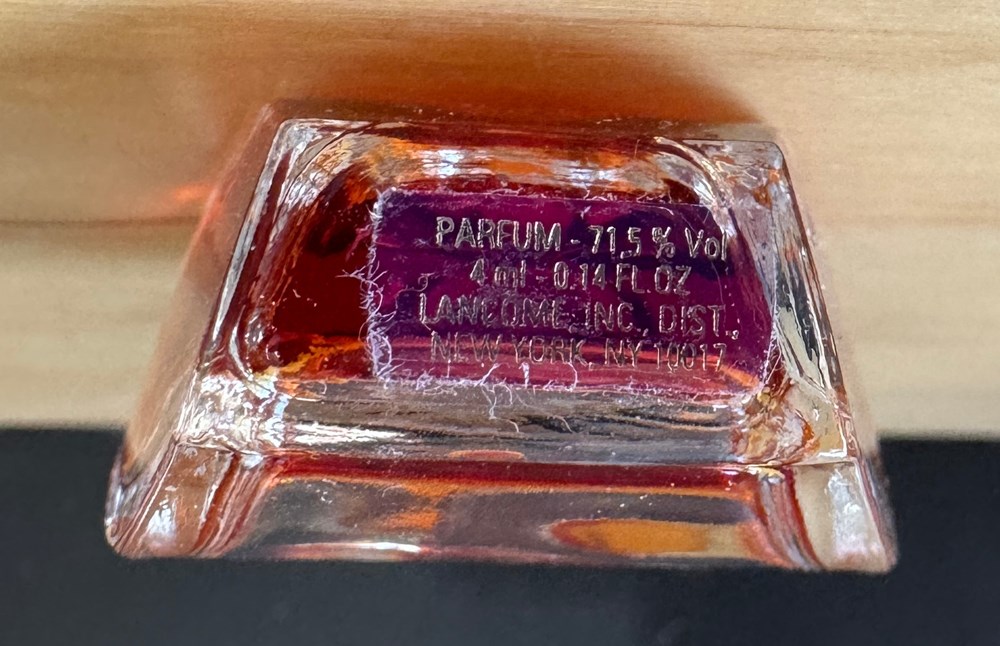 PARFUM - 71,5 % Vol
4 ml - 0.14 FL.OZ
LANCOME, INC., DIST.,
NEW YORK, NY 10017